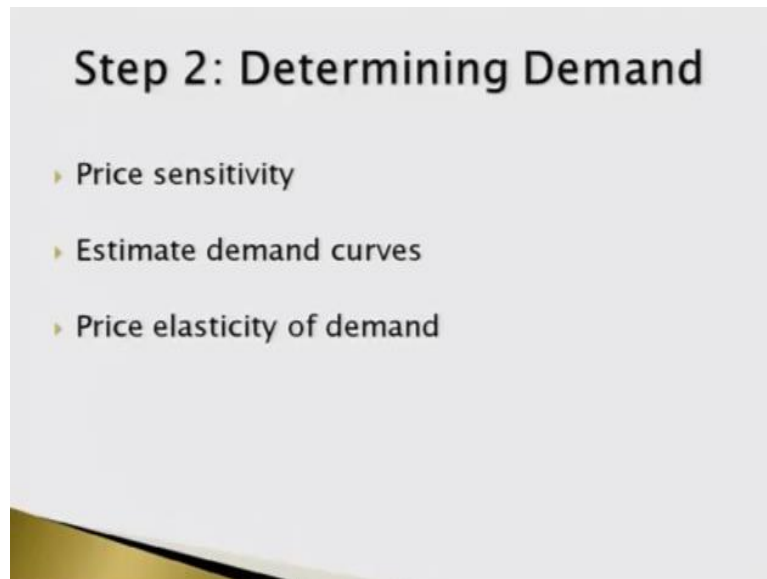 Step 2: Determining Demand
Price sensitivity
Estimate demand curves
Price elasticity of demand